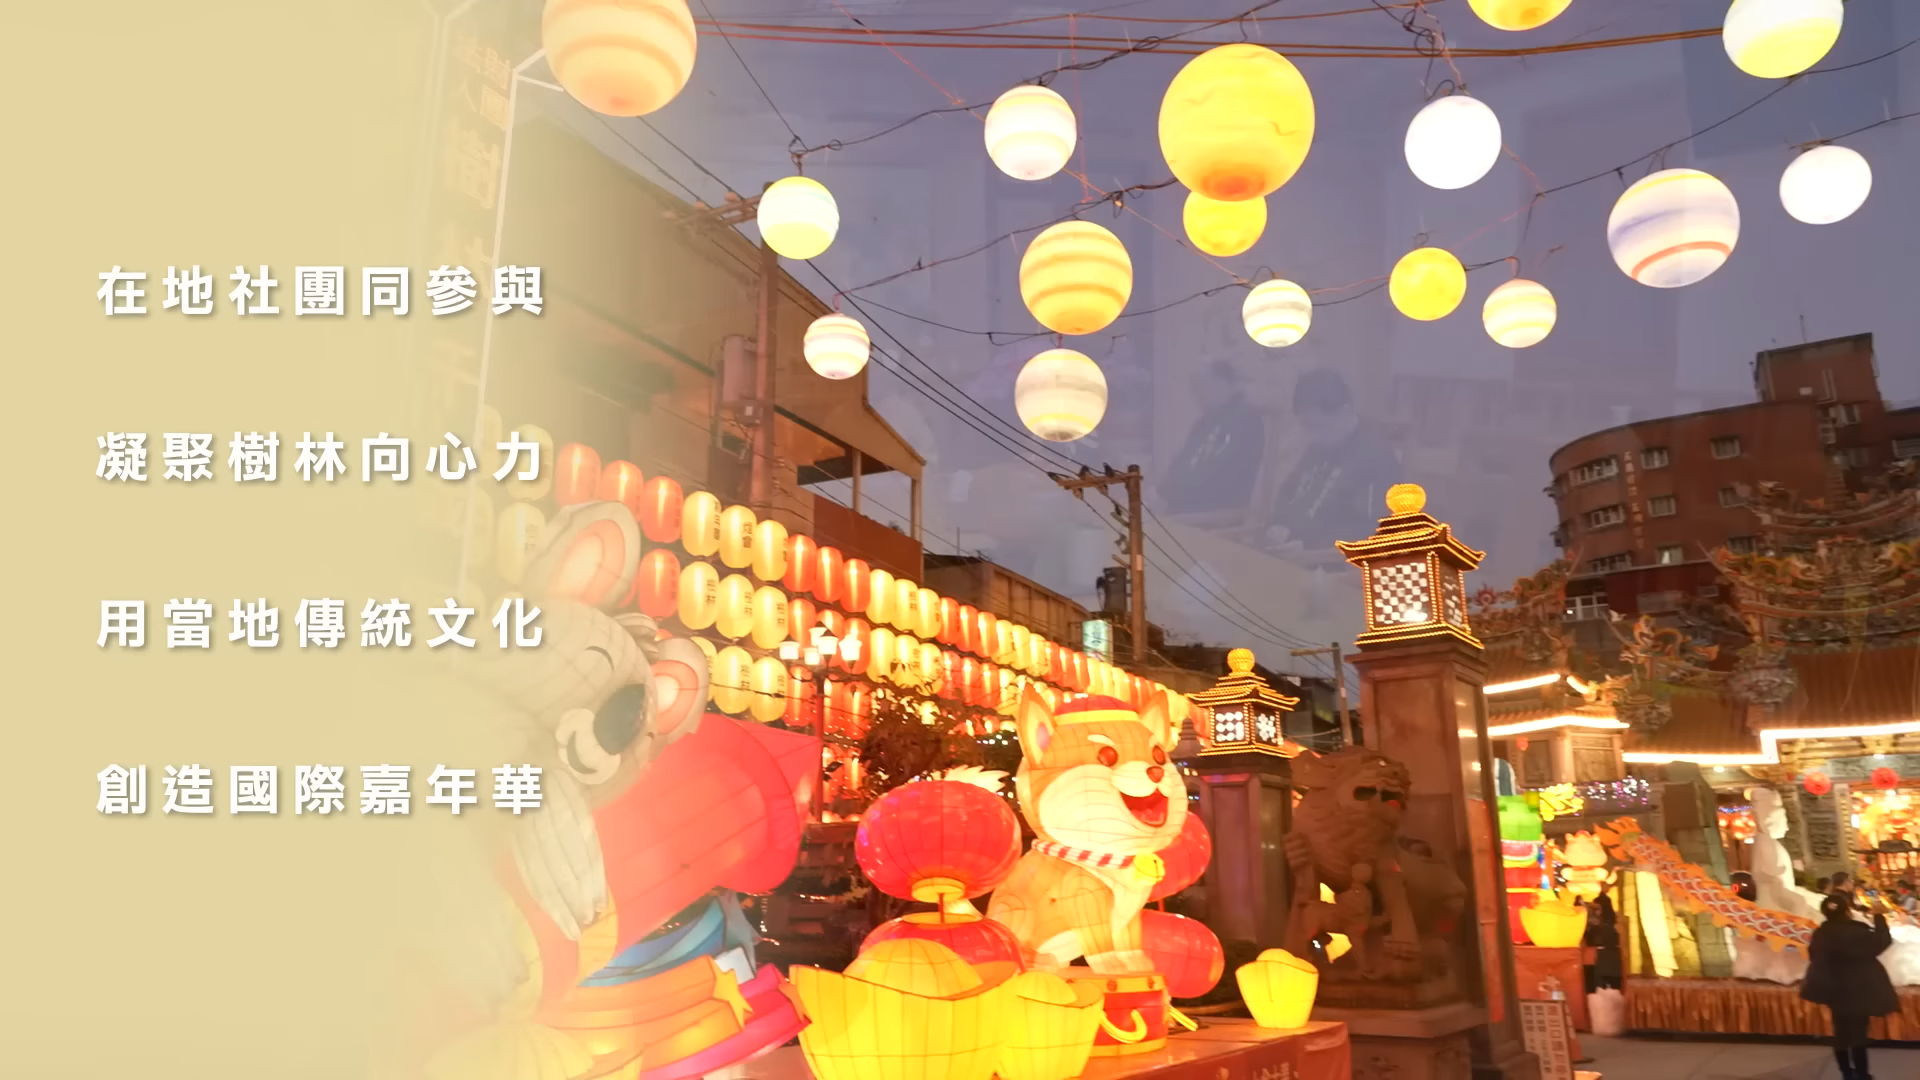 在地社團同參與
凝聚樹林向心力
用當地傳統文化
創造國際嘉年華